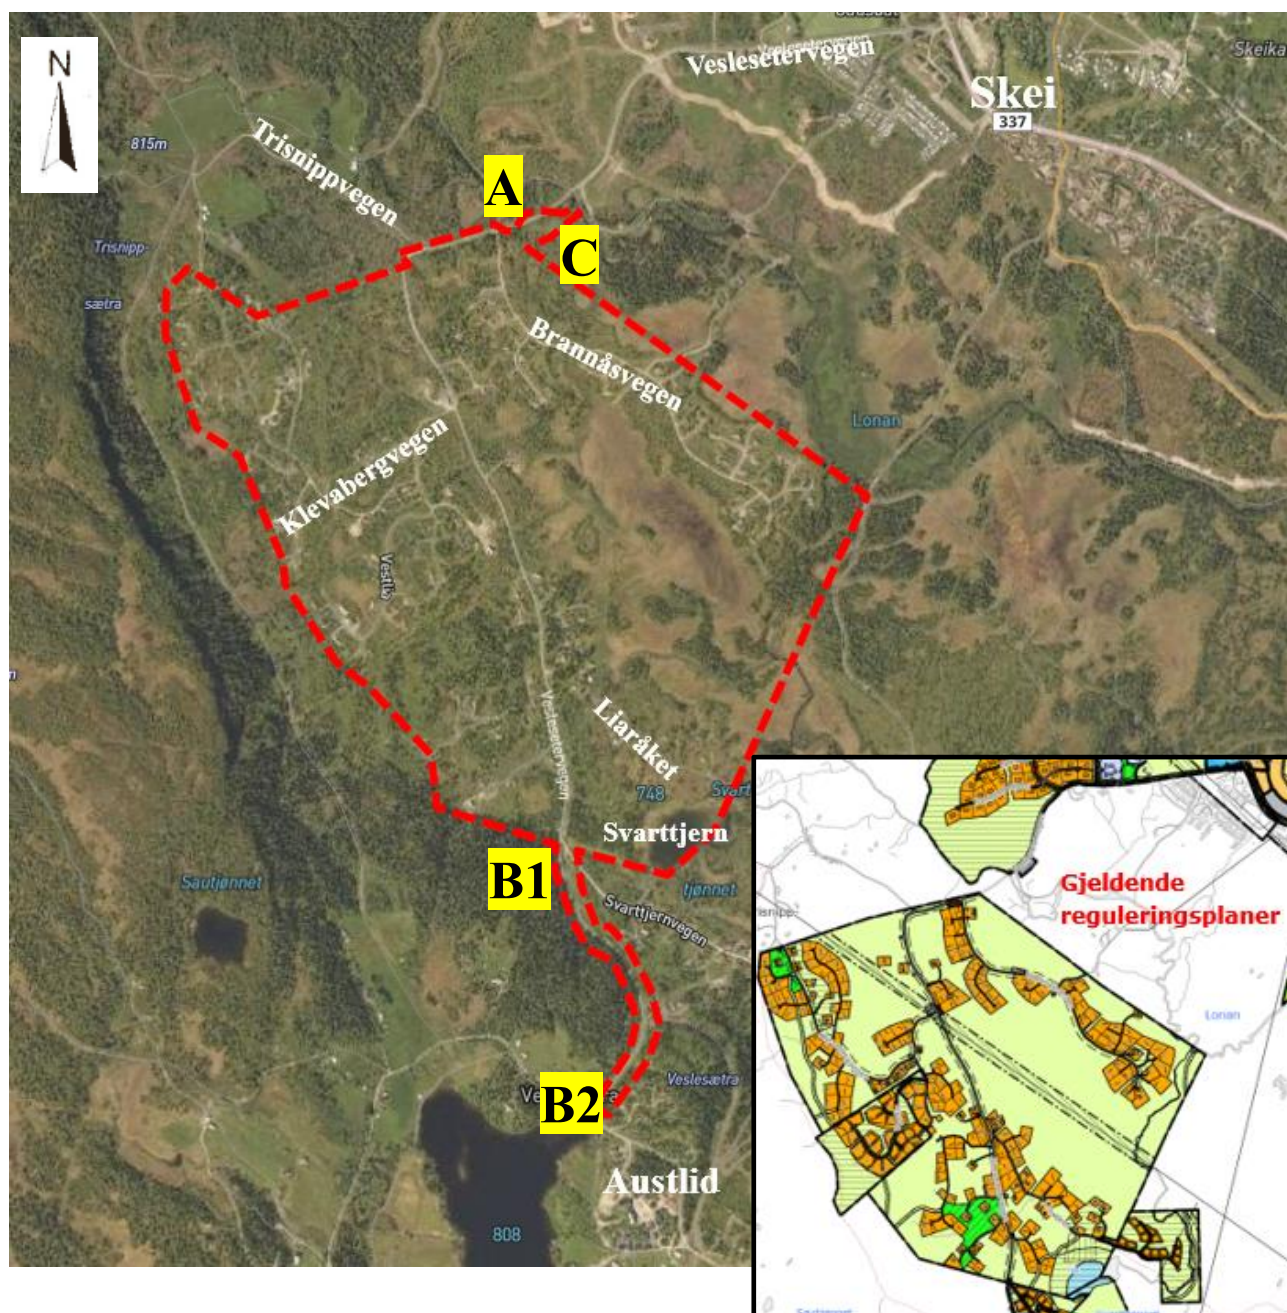 N
Veslesetervegen
Skeika
Skei
337
Trisnippvegen
815m
A
C
Trisnipp-
sætra
Brannåsvegen
Lonan
Klevabergvegen
Vestlia
Veslesetervegen
Liaråket
748
Svart
Svarttjern
tjønnet
B1
Sautjønnet
Svarttjernvegen
Gjeldende
reguleringsplaner
Lonan
Veslesætra
B2
Austlid
808